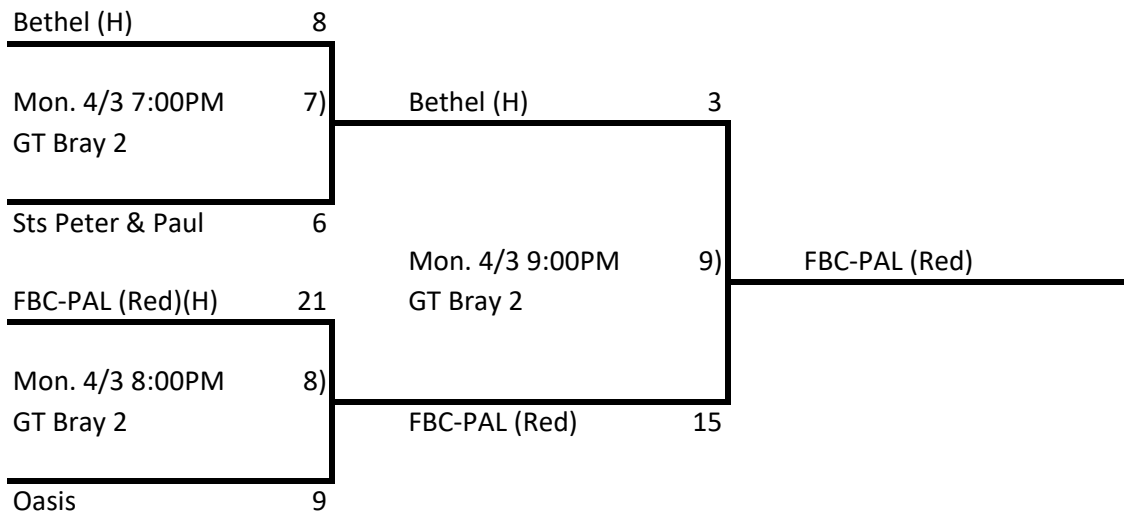 Bethel (H) 8
Mon. 4/3 7:00PM 7) Bethel (H) 3
GT Bray 2
Sts Peter & Paul 6
Mon. 4/3 9:00PM 9) FBC-PAL (Red)
FBC-PAL (Red)(H) 21 GT Bray 2
Mon. 4/3 8:00PM 8)
GT Bray 2 FBC-PAL (Red) 15
Oasis 9